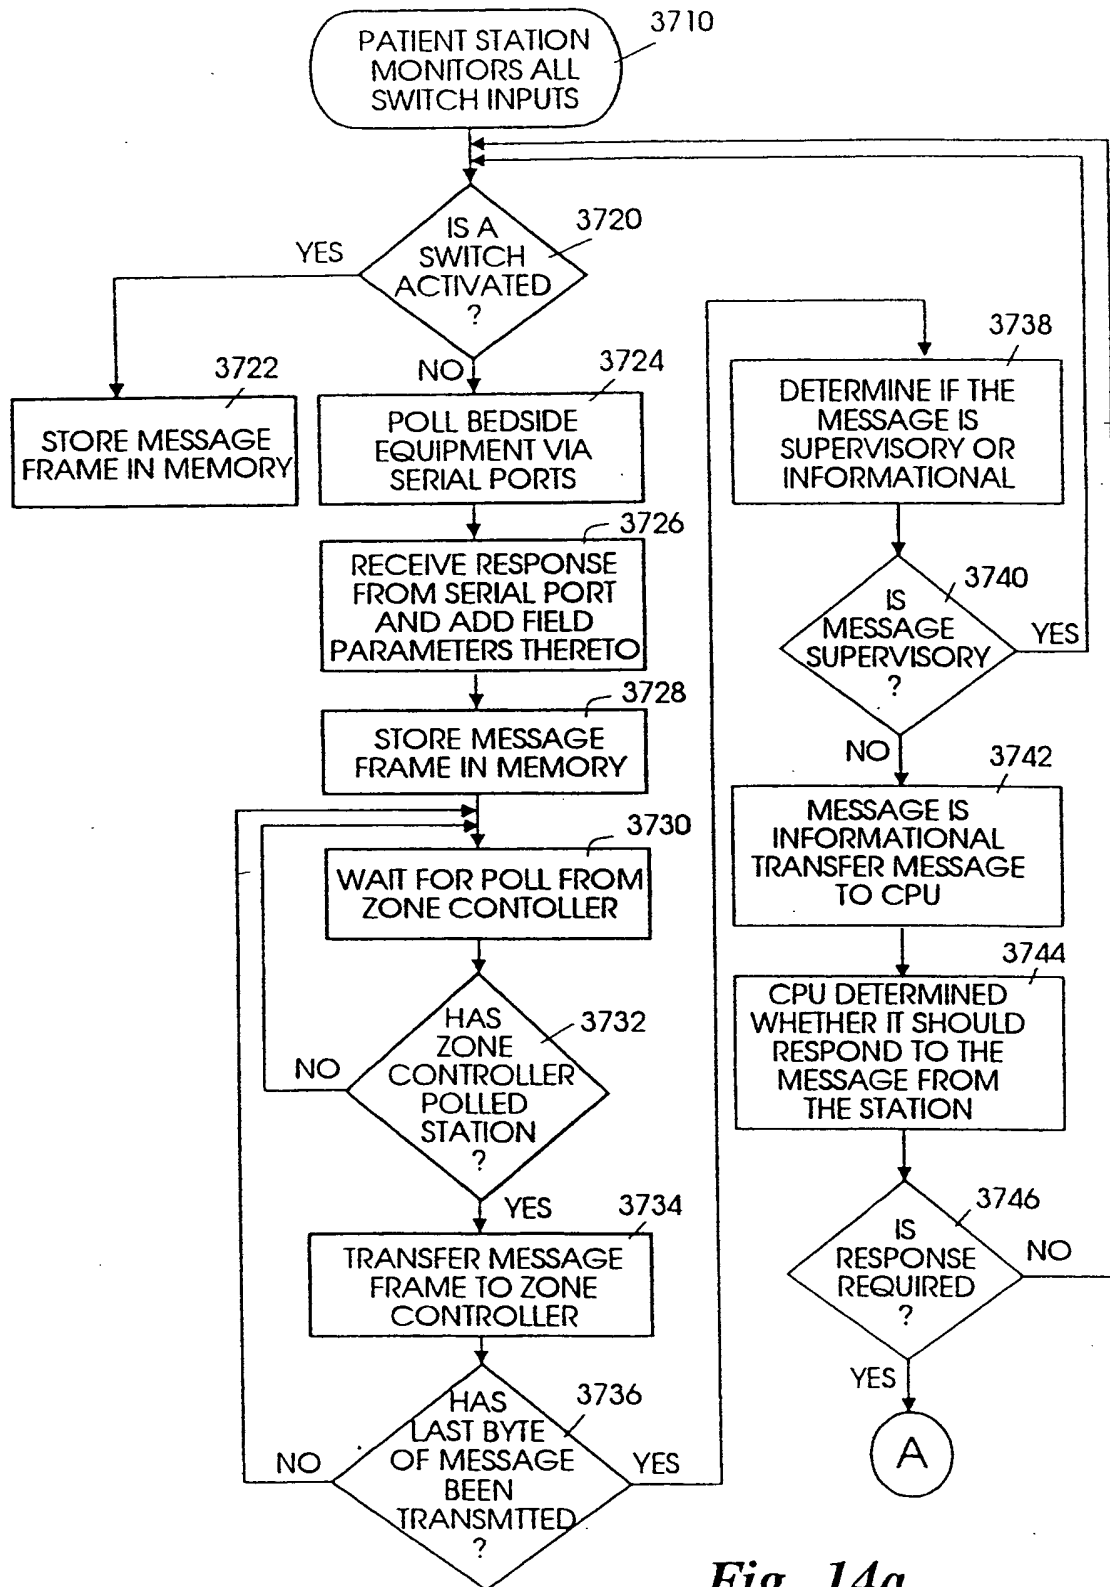 3710
PATIENT STATION
MONITORS ALL
SWITCH INPUTS
3720
IS A
SWITCH
ACTIVATED
?
YES
NO
3722
STORE MESSAGE
FRAME IN MEMORY
3724
POLL BEDSIDE
EQUIPMENT VIA
SERIAL PORTS
3726
RECEIVE RESPONSE
FROM SERIAL PORT
AND ADD FIELD
PARAMETERS THERETO
3728
STORE MESSAGE
FRAME IN MEMORY
3730
WAIT FOR POLL FROM
ZONE CONTOLLER
3732
HAS
ZONE
CONTROLLER
POLLED
STATION
?
NO
YES
3734
TRANSFER MESSAGE
FRAME TO ZONE
CONTROLLER
3736
HAS
LAST BYTE
OF MESSAGE
BEEN
TRANSMTTED
?
NO
YES
3738
DETERMINE IF THE
MESSAGE IS
SUPERVISORY OR
INFORMATIONAL
3740
IS
MESSAGE
SUPERVISORY
?
YES
NO
3742
MESSAGE IS
INFORMATIONAL
TRANSFER MESSAGE
TO CPU
3744
CPU DETERMINED
WHETHER IT SHOULD
RESPOND TO THE
MESSAGE FROM
THE STATION
3746
IS
RESPONSE
REQUIRED
?
NO
YES
A
Fig. 14a